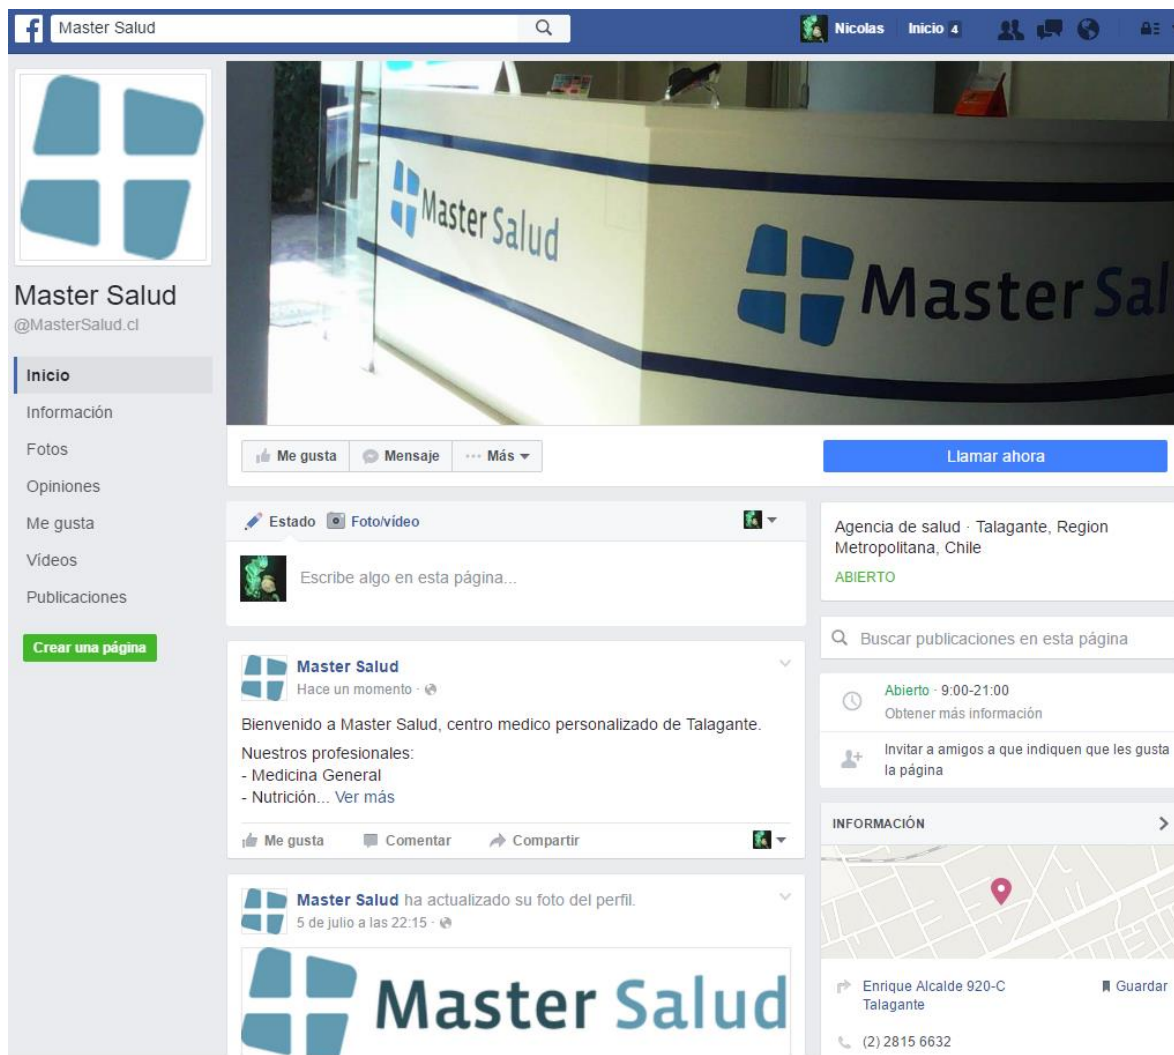 Master Salud
Nicolas
Inicio 4
Master Salud
Master Sal
Master Salud
@MasterSalud.cl
Inicio
Información
Fotos
Opiniones
Me gusta
Vídeos
Publicaciones
Crear una página
Me gusta
Mensaje
Más
Llamar ahora
Estado
Foto/vídeo
Escribe algo en esta página...
Master Salud
Hace un momento ·
Bienvenido a Master Salud, centro medico personalizado de Talagante.
Nuestros profesionales:
- Medicina General
- Nutrición... Ver más
Me gusta
Comentar
Compartir
Master Salud ha actualizado su foto del perfil.
5 de julio a las 22:15 ·
Master Salud
Agencia de salud · Talagante, Region
Metropolitana, Chile
ABIERTO
Buscar publicaciones en esta página
Abierto · 9:00-21:00
Obtener más información
Invitar a amigos a que indiquen que les gusta
la página
INFORMACIÓN
Enrique Alcalde 920-C
Talagante
Guardar
(2) 2815 6632